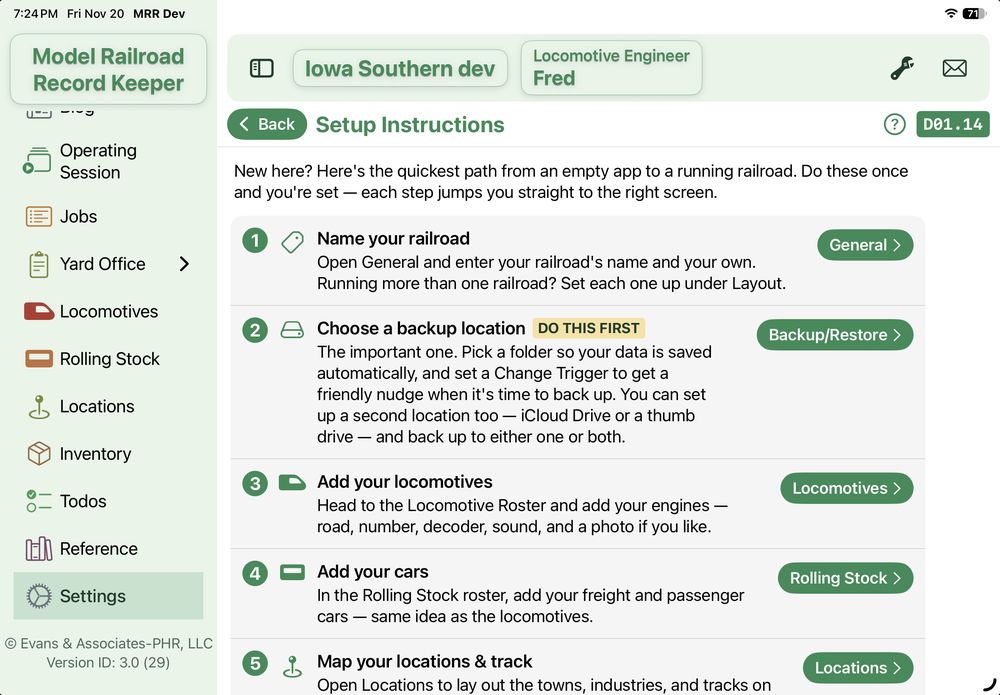 7:24 PM Fri Nov 20 MRR Dev
71
Model Railroad
Record Keeper
Blog
Operating
Session
Jobs
Yard Office
Locomotives
Rolling Stock
Locations
Inventory
Todos
Reference
Settings
© Evans & Associates-PHR, LLC
Version ID: 3.0 (29)
Iowa Southern dev
Locomotive Engineer
Fred
Back
Setup Instructions
? D01.14
New here? Here's the quickest path from an empty app to a running railroad. Do these once
and you're set — each step jumps you straight to the right screen.
1 Name your railroad
General
Open General and enter your railroad's name and your own.
Running more than one railroad? Set each one up under Layout.
2 Choose a backup location DO THIS FIRST
Backup/Restore
The important one. Pick a folder so your data is saved
automatically, and set a Change Trigger to get a
friendly nudge when it's time to back up. You can set
up a second location too — iCloud Drive or a thumb
drive — and back up to either one or both.
3 Add your locomotives
Locomotives
Head to the Locomotive Roster and add your engines —
road, number, decoder, sound, and a photo if you like.
4 Add your cars
Rolling Stock
In the Rolling Stock roster, add your freight and passenger
cars — same idea as the locomotives.
5 Map your locations & track
Locations
Open Locations to lay out the towns, industries, and tracks on